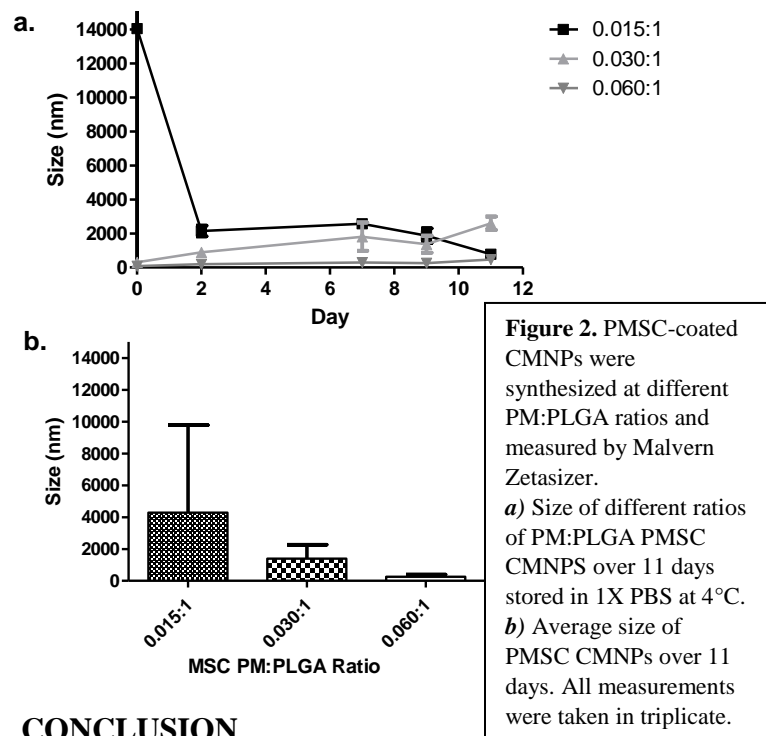 a.
14000
12000
10000
8000
6000
4000
2000
0
Size (nm)
0 2 4 6 8 10 12
Day
0.015:1
0.030:1
0.060:1
b.
14000
12000
10000
8000
6000
4000
2000
0
Size (nm)
0.015:1
0.030:1
0.060:1
MSC PM:PLGA Ratio
Figure 2. PMSC-coated
CMNPs were
synthesized at different
PM:PLGA ratios and
measured by Malvern
Zetasizer.
a) Size of different ratios
of PM:PLGA PMSC
CMNPS over 11 days
stored in 1X PBS at 4°C.
b) Average size of
PMSC CMNPs over 11
days. All measurements
were taken in triplicate.
CONCLUSION